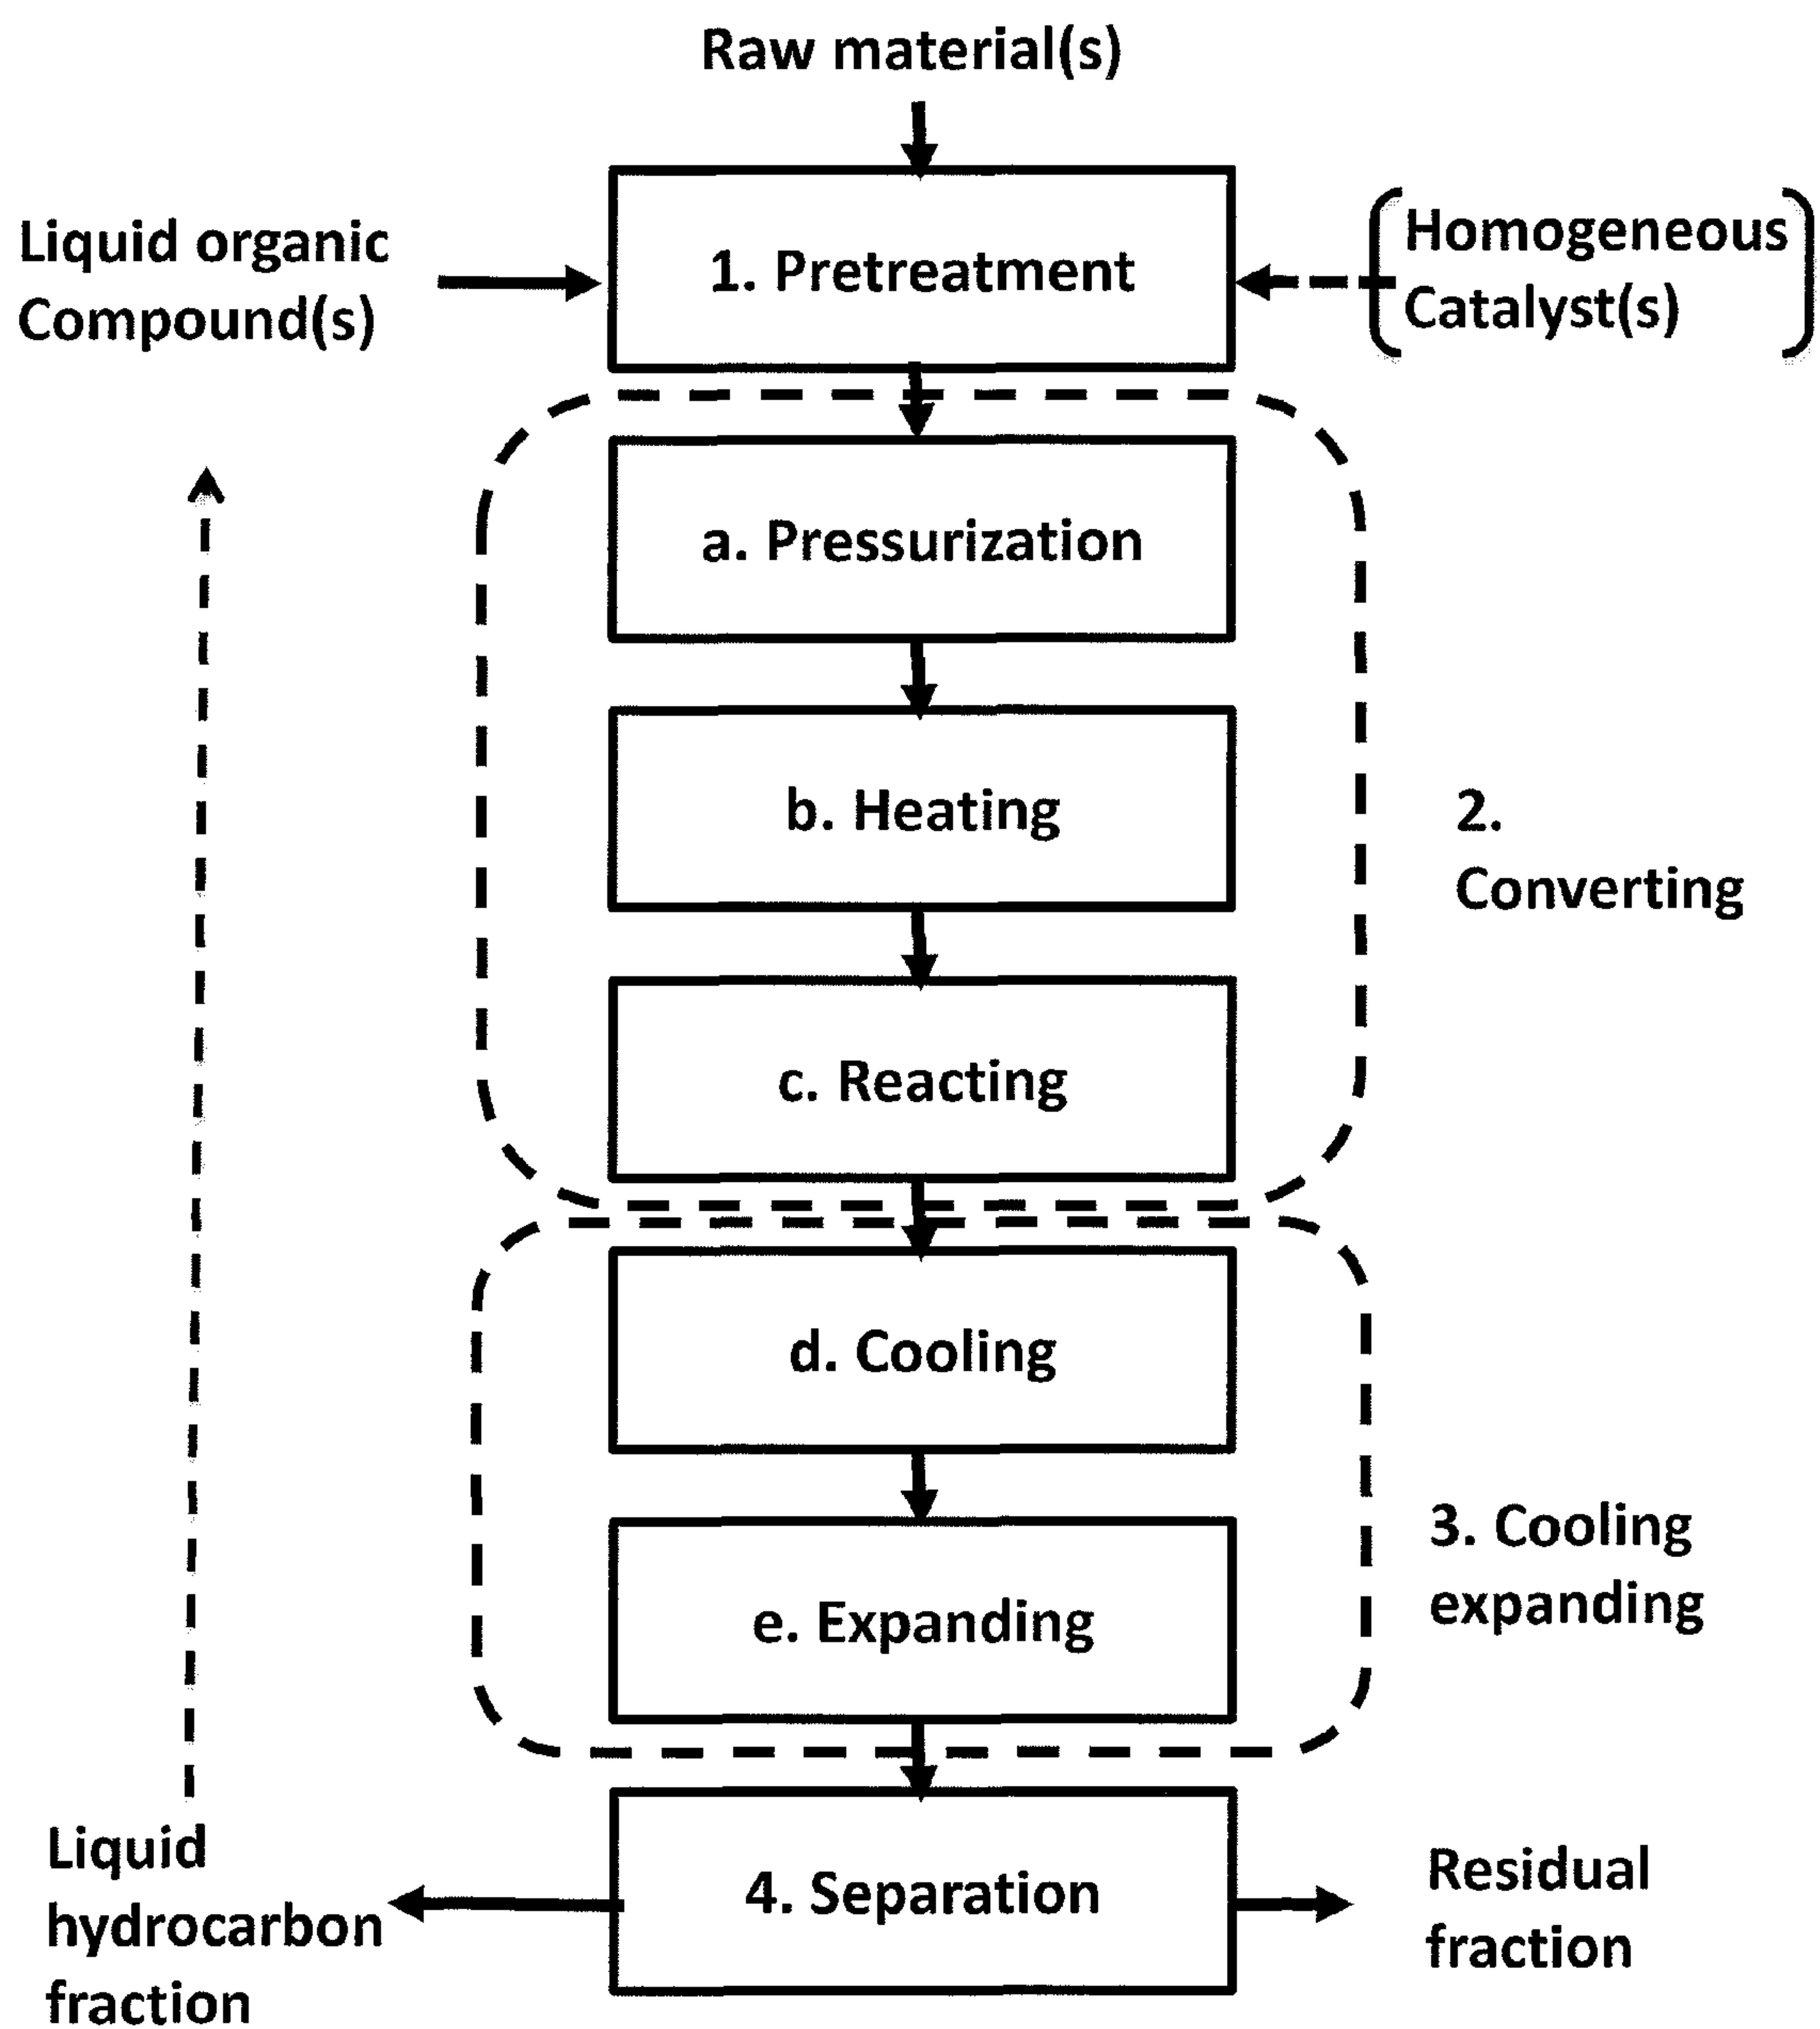 Raw material(s)
Liquid organic
Compound(s)
1. Pretreatment
Homogeneous
Catalyst(s)
a. Pressurization
b. Heating
2.
Converting
c. Reacting
d. Cooling
e. Expanding
3. Cooling
expanding
Liquid
hydrocarbon
fraction
4. Separation
Residual
fraction